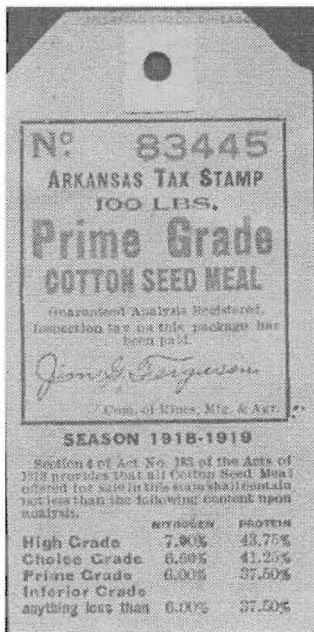 Nº 83445
ARKANSAS TAX STAMP
100 LBS.
Prime Grade
COTTON SEED MEAL
Guaranteed Analysis Registered.
Inspection tax on this package has
been paid.
Jim G. Ferguson
Com. of Mines, Mfg. & Agr.
SEASON 1918-1919
Section 4 of Act No. of the Acts of
provides that all Cotton Seed Meal
offered for sale in this state shall contain
not less than the following content upon
analysis.
NITROGEN PROTEIN
High Grade 7.00% 43.75%
Choice Grade 6.60% 41.25%
Prime Grade 6.00% 37.50%
Inferior Grade
anything less than 6.00% 37.50%